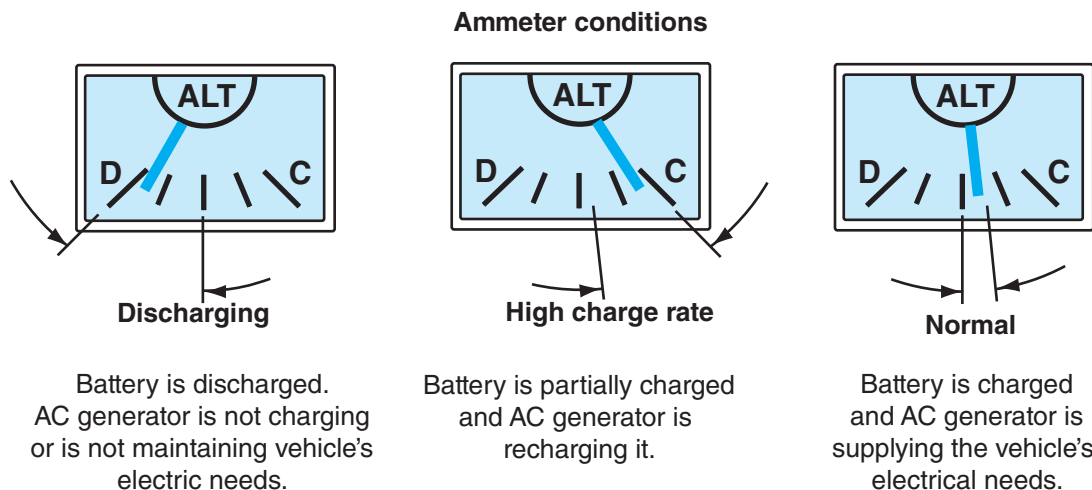 Ammeter conditions
ALT
D C
Discharging
Battery is discharged.
AC generator is not charging
or is not maintaining vehicle's
electric needs.
ALT
D C
High charge rate
Battery is partially charged
and AC generator is
recharging it.
ALT
D C
Normal
Battery is charged
and AC generator is
supplying the vehicle's
electrical needs.